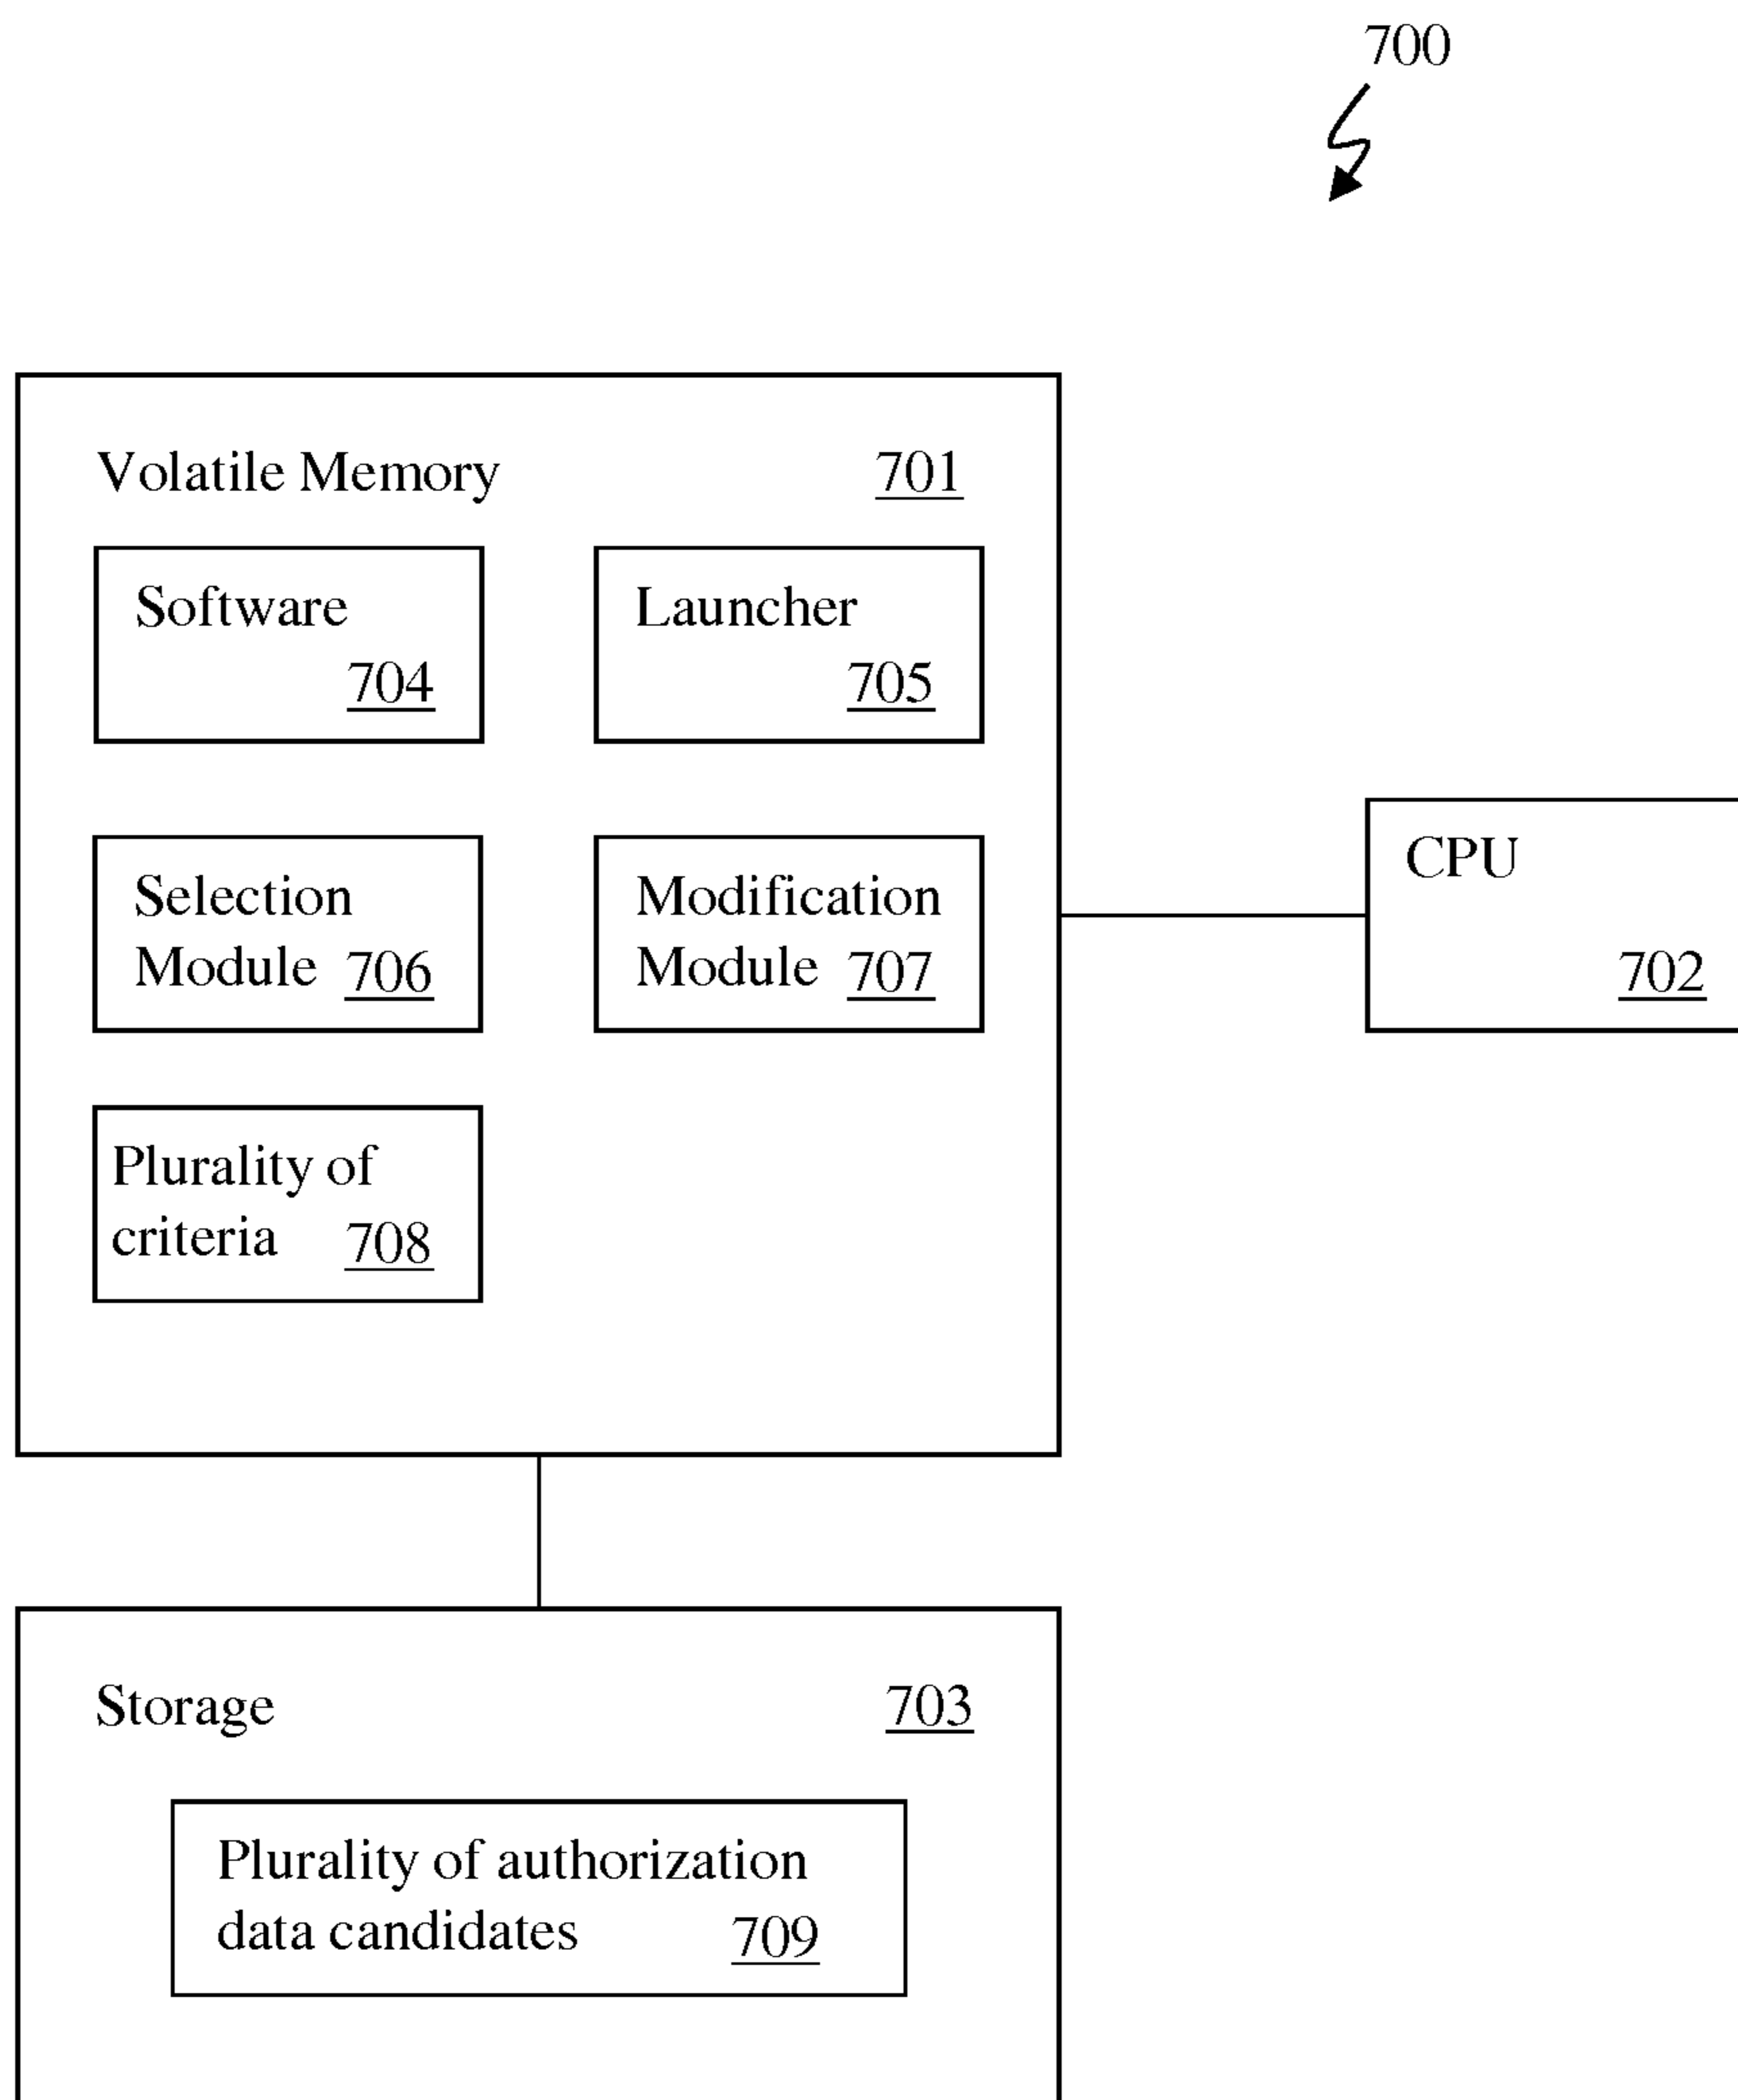 700
Volatile Memory 701
Software
704
Launcher
705
Selection
Module 706
Modification
Module 707
CPU
702
Plurality of
criteria 708
Storage 703
Plurality of authorization
data candidates 709